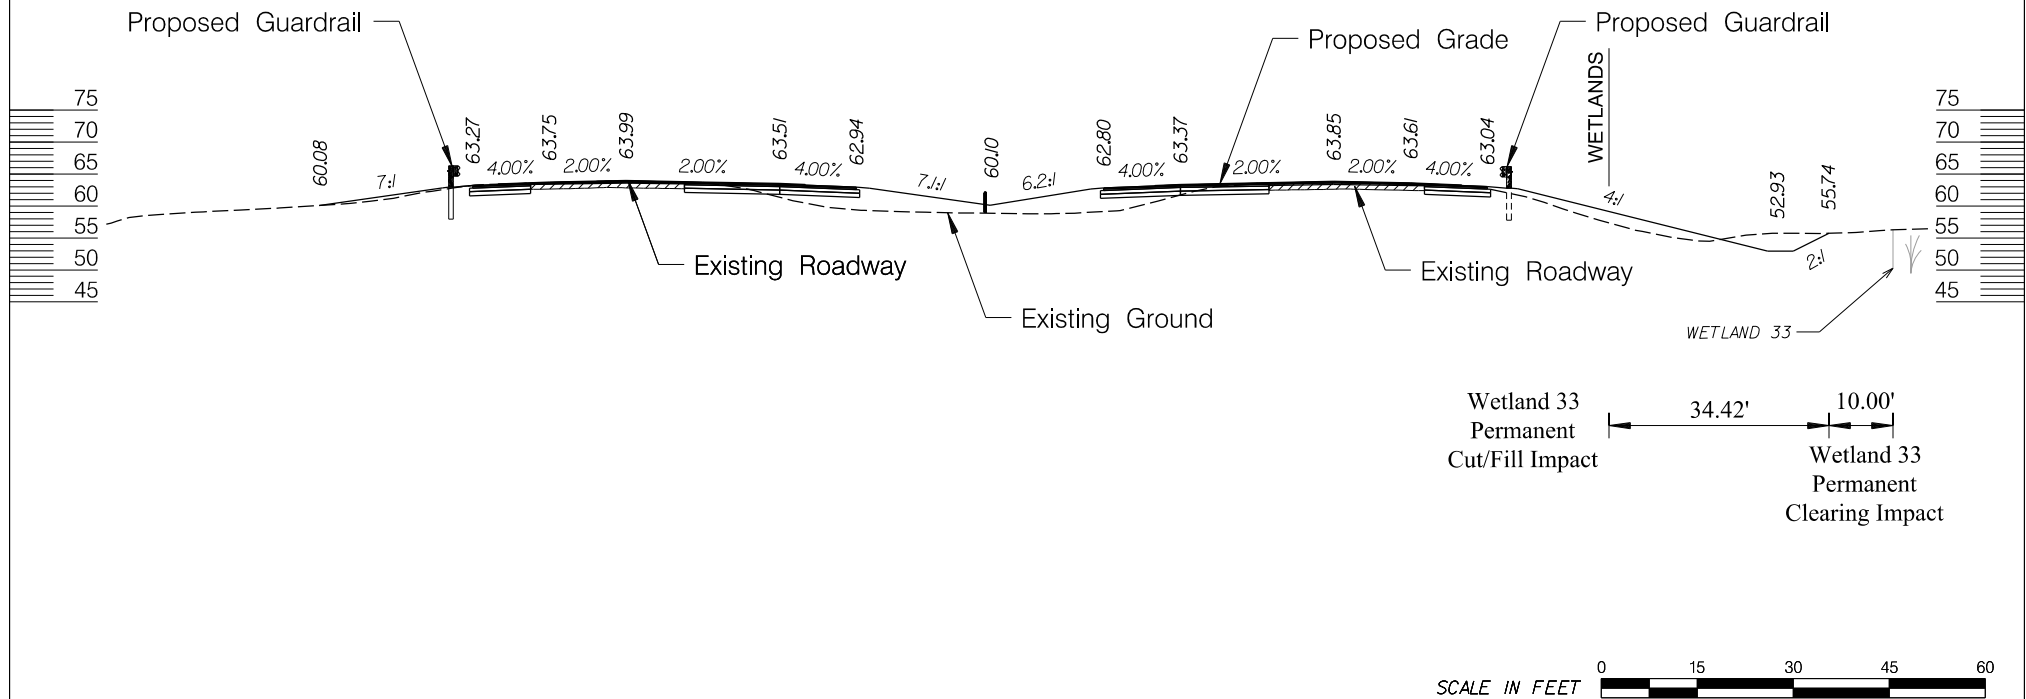 Proposed Guardrail
Proposed Guardrail
Proposed Grade
WETLANDS
75
70
65
60
55
50
45
60.08
7:1
63.27
4.00%
63.75
2.00%
63.99
2.00%
63.51
4.00%
62.94
7.1:1
60.10
6.2:1
62.80
4.00%
63.37
2.00%
63.85
2.00%
63.61
4.00%
63.04
4:1
52.93
55.74
2:1
75
70
65
60
55
50
45
Existing Roadway
Existing Roadway
Existing Ground
WETLAND 33
Wetland 33
Permanent
Cut/Fill Impact
34.42'
10.00'
Wetland 33
Permanent
Clearing Impact
SCALE IN FEET
0 15 30 45 60